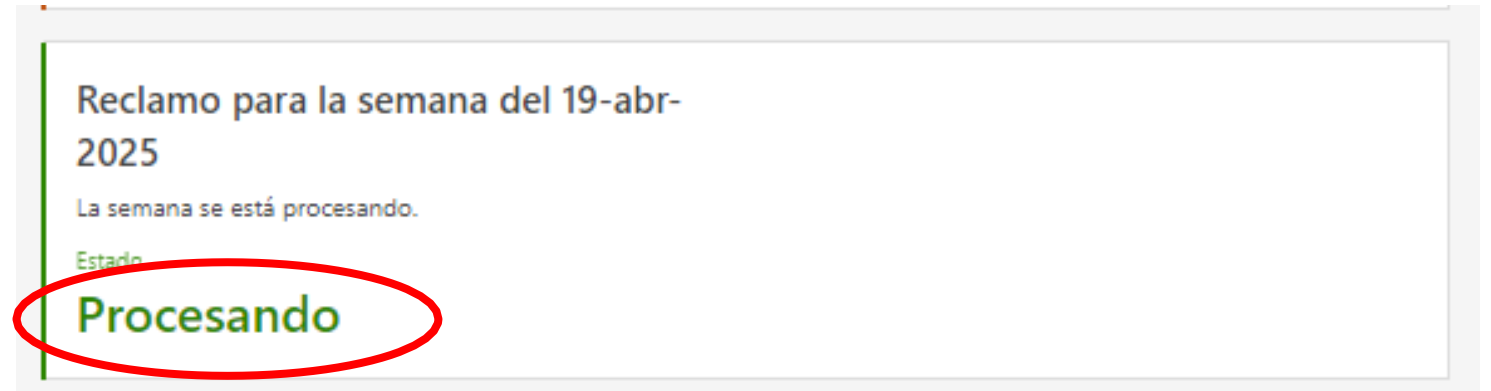 Reclamo para la semana del 19-abr-
2025
La semana se está procesando.
Estado
Procesando